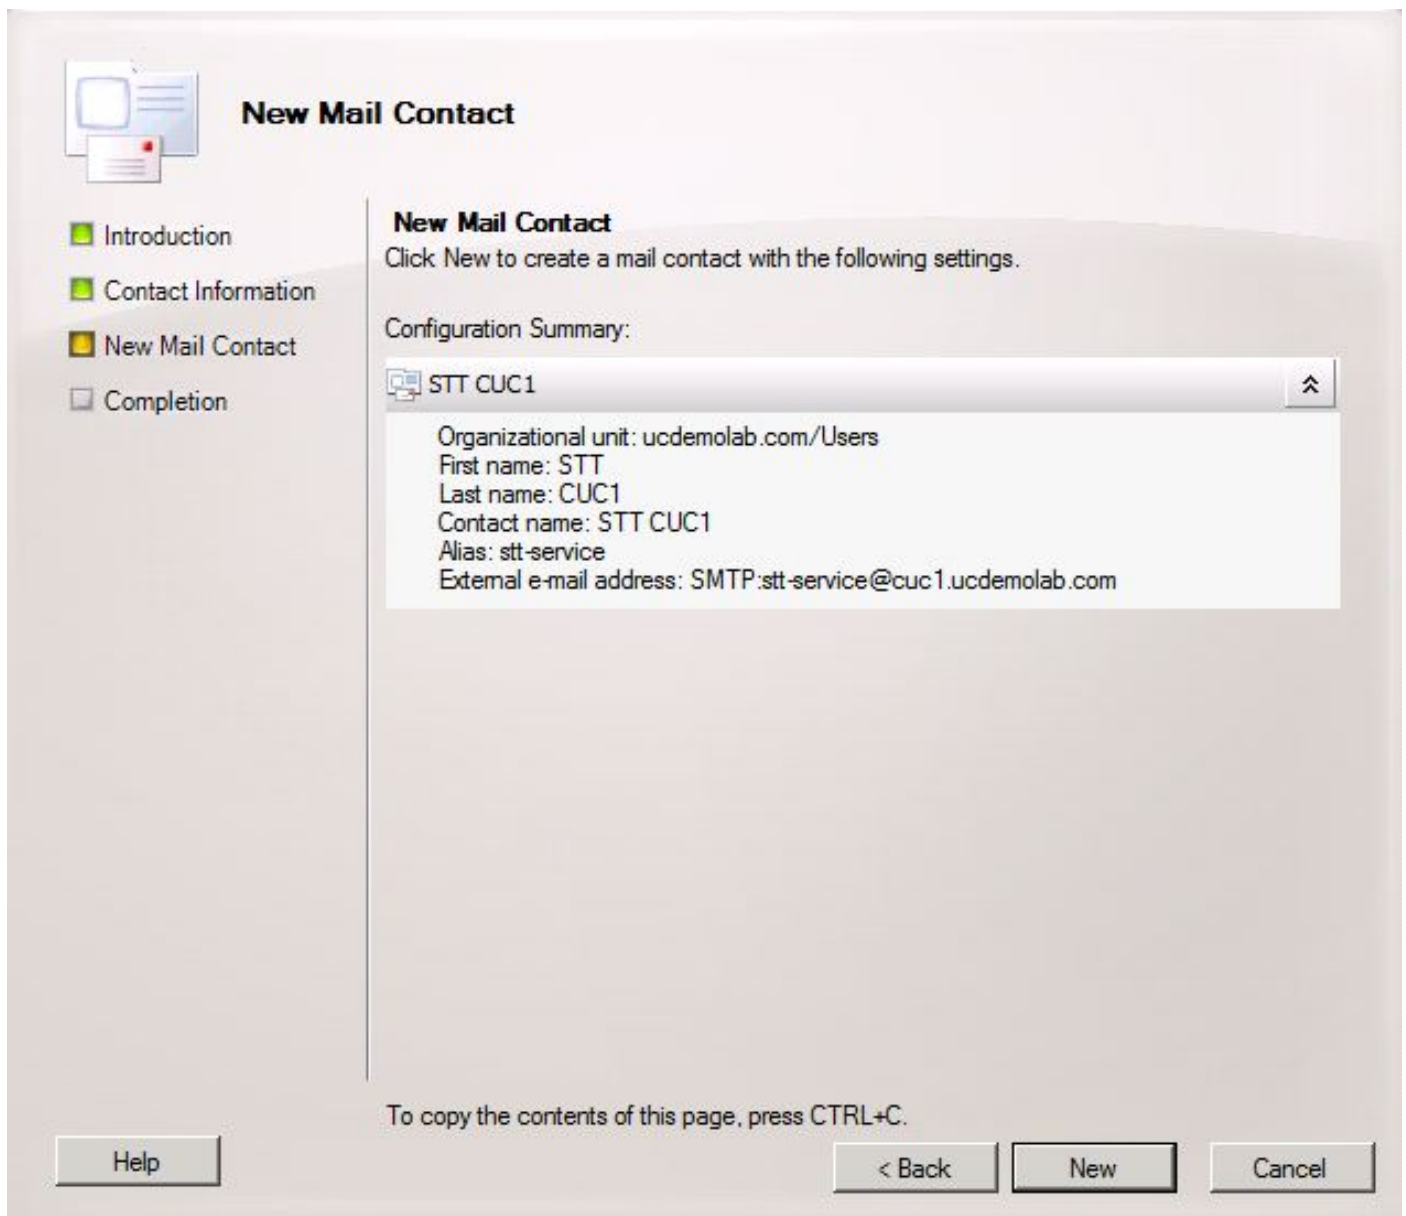 New Mail Contact
Introduction
Contact Information
New Mail Contact
Completion
New Mail Contact
Click New to create a mail contact with the following settings.
Configuration Summary:
STT CUC1
Organizational unit: ucdemolab.com/Users
First name: STT
Last name: CUC1
Contact name: STT CUC1
Alias: stt-service
External e-mail address: SMTP:stt-service@cuc1.ucdemolab.com
To copy the contents of this page, press CTRL+C.
Help
< Back
New
Cancel